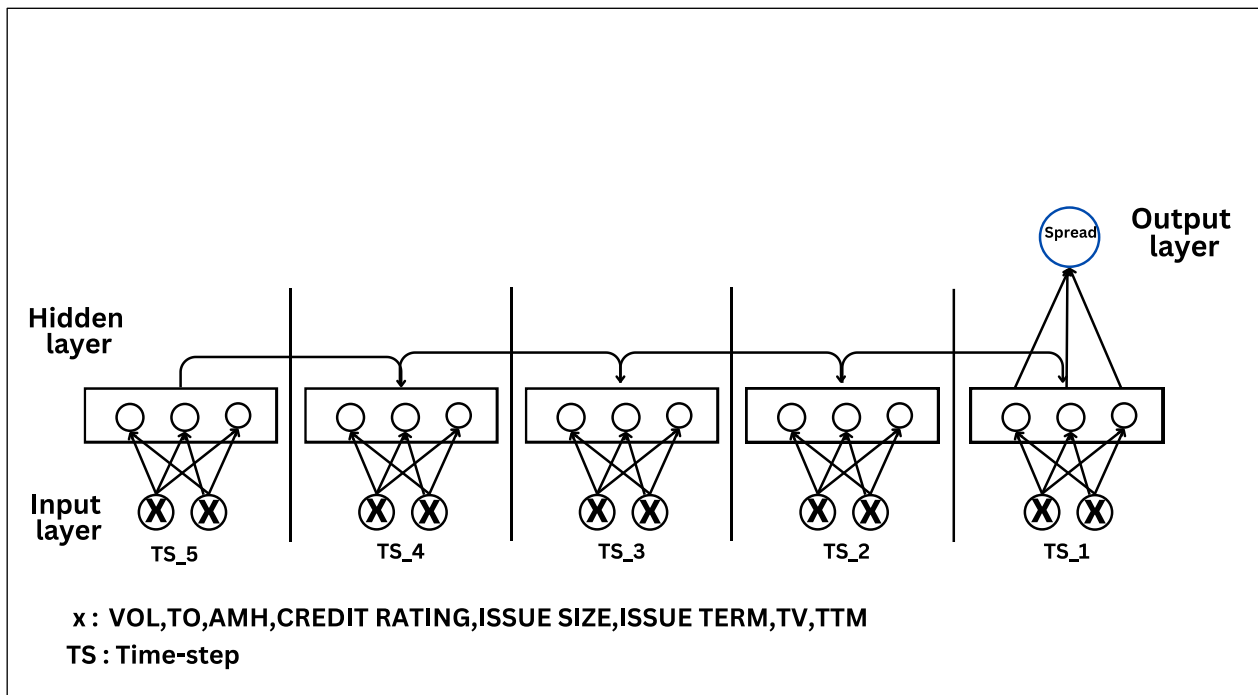 Spread
Output
layer
Hidden
layer
X X X X X X X X X X
Input
layer
TS_5 TS_4 TS_3 TS_2 TS_1
x : VOL,TO,AMH,CREDIT RATING,ISSUE SIZE,ISSUE TERM,TV,TTM
TS : Time-step